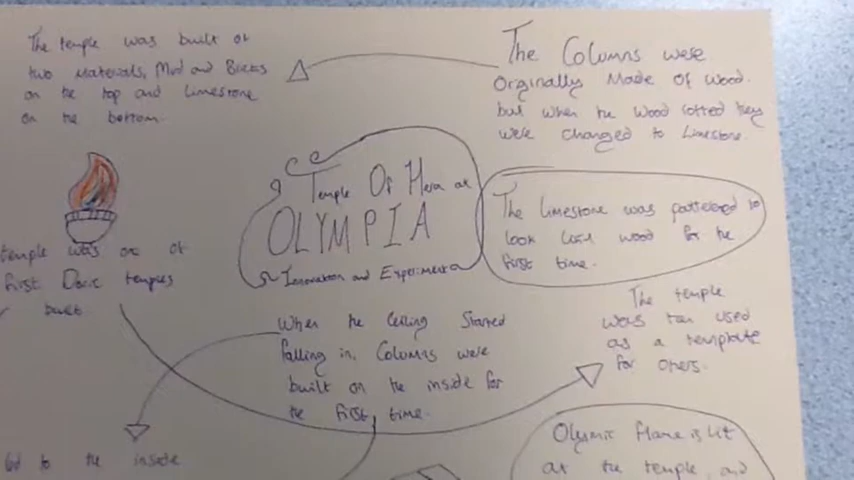 The temple was built of
two Materials, Mud and Bricks
on the top and limestone
on the bottom.
The Columns were
Orginally Made of Wood.
but when the wood rotted they
were changed to Limestone.
Temple Of Hera at
OLYMPIA
Innovation and Experiment
The limestone was patterned to
look like wood for the
first time.
temple was one of
first Doric temples
built
When the Ceiling Started
falling in, Columns were
built on the inside for
the first time.
The temple
was then used
as a template
for others.
to the inside
Olymic flame is lit
at the temple, and